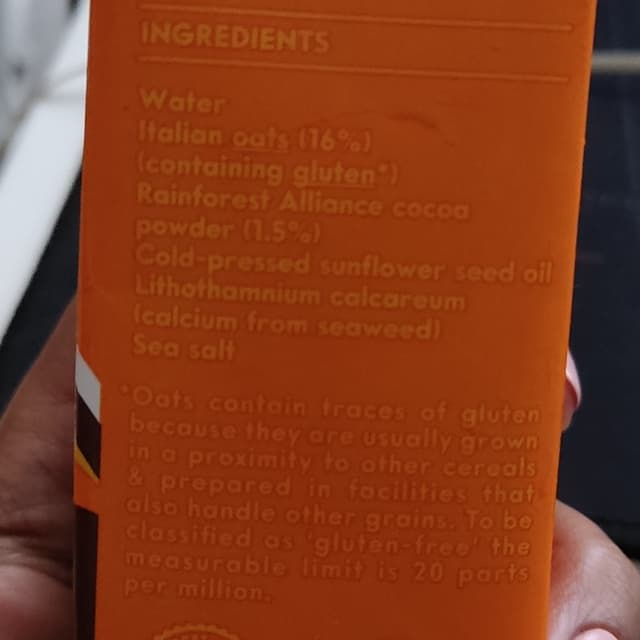 INGREDIENTS
Water
Italian oats (16%)
(containing gluten*)
Rainforest Alliance cocoa
powder (1.5%)
Cold-pressed sunflower seed oil
Lithothamnium calcareum
(calcium from seaweed)
Sea salt
*Oats contain traces of gluten
because they are usually grown
in a proximity to other cereals
& prepared in facilities that
also handle other grains. To be
classified as 'gluten-free' the
measurable limit is 20 parts
per million.